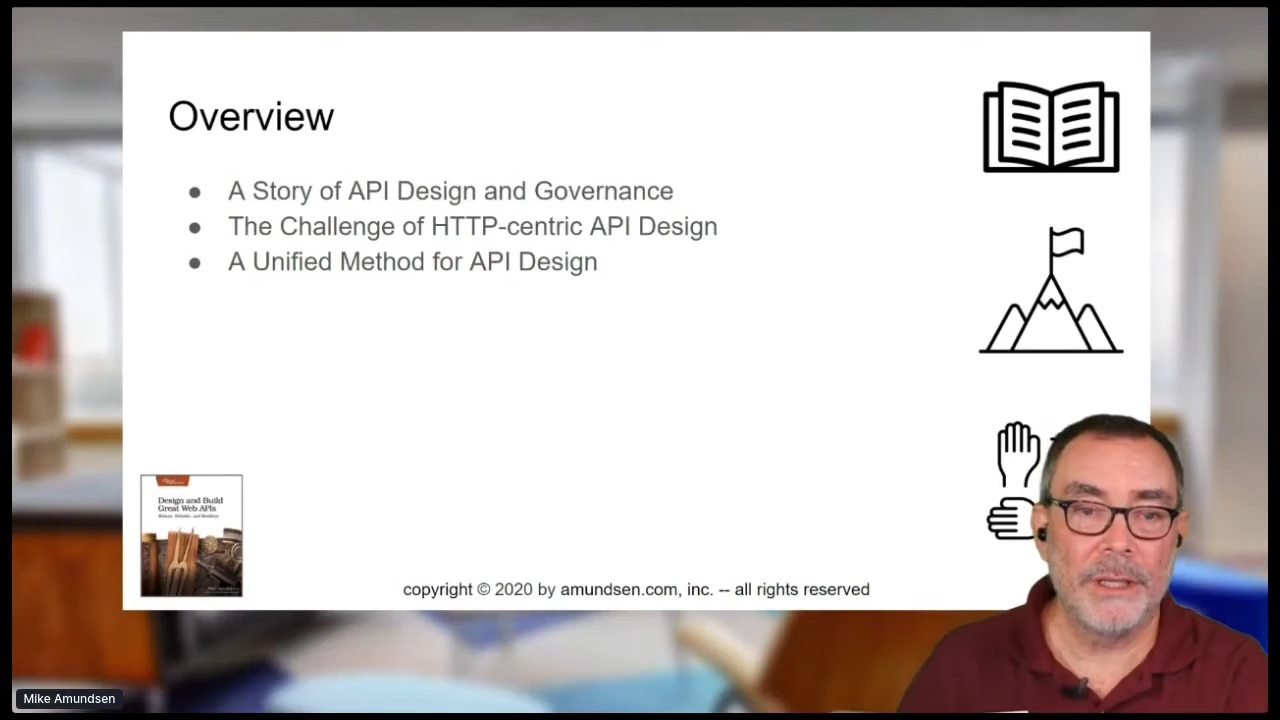 Overview
● A Story of API Design and Governance
● The Challenge of HTTP-centric API Design
● A Unified Method for API Design
Design and Build
Great Web APIs
copyright © 2020 by amundsen.com, inc. -- all rights reserved
Mike Amundsen